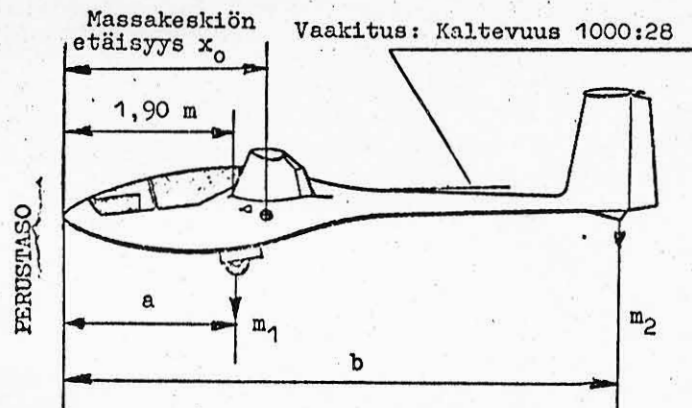 Massakeskiön
etäisyys x₀
Vaakitus: Kaltevuus 1000:28
1,90 m
PERUSTASO
a
m₁
m₂
b